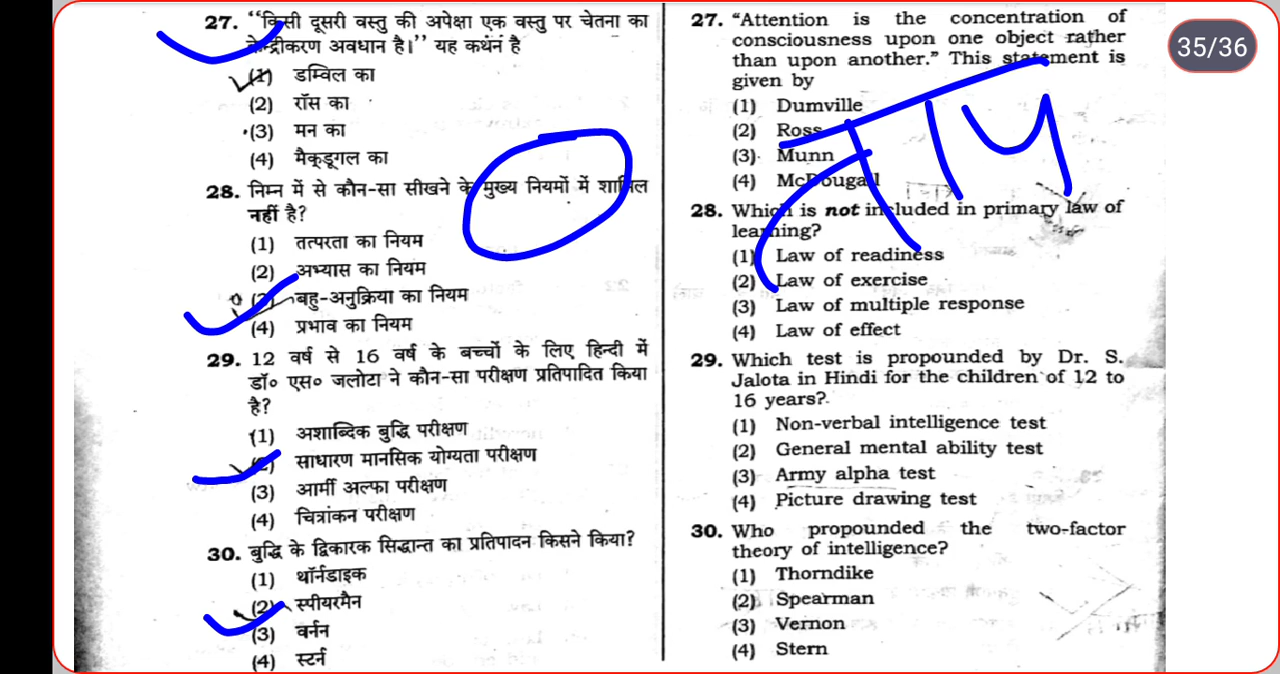 27. “किसी दूसरी वस्तु की अपेक्षा एक वस्तु पर चेतना का
केन्द्रीकरण अवधान है।” यह कथन है
(1) डम्विल का
(2) रॉस का
(3) मन का
(4) मैक्डूगल का
28. निम्न में से कौन-सा सीखने के मुख्य नियमों में शामिल
नहीं है?
(1) तत्परता का नियम
(2) अभ्यास का नियम
(3) बहु-अनुक्रिया का नियम
(4) प्रभाव का नियम
29. 12 वर्ष से 16 वर्ष के बच्चों के लिए हिन्दी में
डॉ० एस० जलोटा ने कौन-सा परीक्षण प्रतिपादित किया
है?
(1) अशाब्दिक बुद्धि परीक्षण
(2) साधारण मानसिक योग्यता परीक्षण
(3) आर्मी अल्फा परीक्षण
(4) चित्रांकन परीक्षण
30. बुद्धि के द्विकारक सिद्धान्त का प्रतिपादन किसने किया?
(1) थॉर्नडाइक
(2) स्पीयरमैन
(3) वर्नन
(4) स्टर्न
27. “Attention is the concentration of
consciousness upon one object rather
than upon another.” This statement is
given by
(1) Dumville
(2) Ross
(3) Munn
(4) McDougall
28. Which is not included in primary law of
learning?
(1) Law of readiness
(2) Law of exercise
(3) Law of multiple response
(4) Law of effect
29. Which test is propounded by Dr. S.
Jalota in Hindi for the children of 12 to
16 years?
(1) Non-verbal intelligence test
(2) General mental ability test
(3) Army alpha test
(4) Picture drawing test
30. Who propounded the two-factor
theory of intelligence?
(1) Thorndike
(2) Spearman
(3) Vernon
(4) Stern
35/36